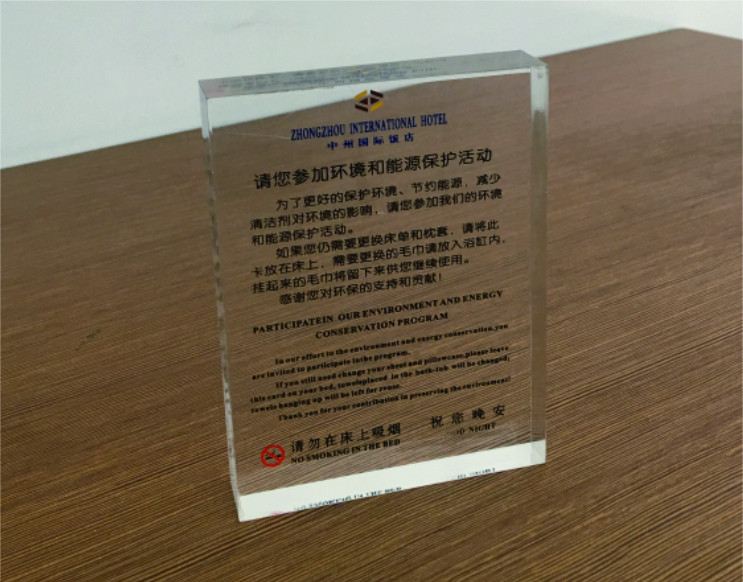 ZHONGZHOU INTERNATIONAL HOTEL
中州国际饭店
请您参加环境和能源保护活动
为了更好的保护环境、节约能源，减少
清洁剂对环境的影响，请您参加我们的环境
和能源保护活动。
如果您仍需要更换床单和枕套，请将此
卡放在床上，需要更换的毛巾请放入浴缸内，
挂起来的毛巾将留下来供您继续使用。
感谢您对环保的支持和贡献！
PARTICIPATEIN OUR ENVIRONMENT AND ENERGY
CONSERVATION PROGRAM
In our effort to the environment and energy conservation,you
are invited to participate inthe program.
If you still need change your sheet and pillowcase,please leave
this card on your bed, towelsplaced in the bath-tub will be changed;
towels hanging up will be left for reuse.
Thank you for your contribution in preserving the environment!
请勿在床上吸烟 祝您晚安
NO SMOKING IN THE BED NIGHT